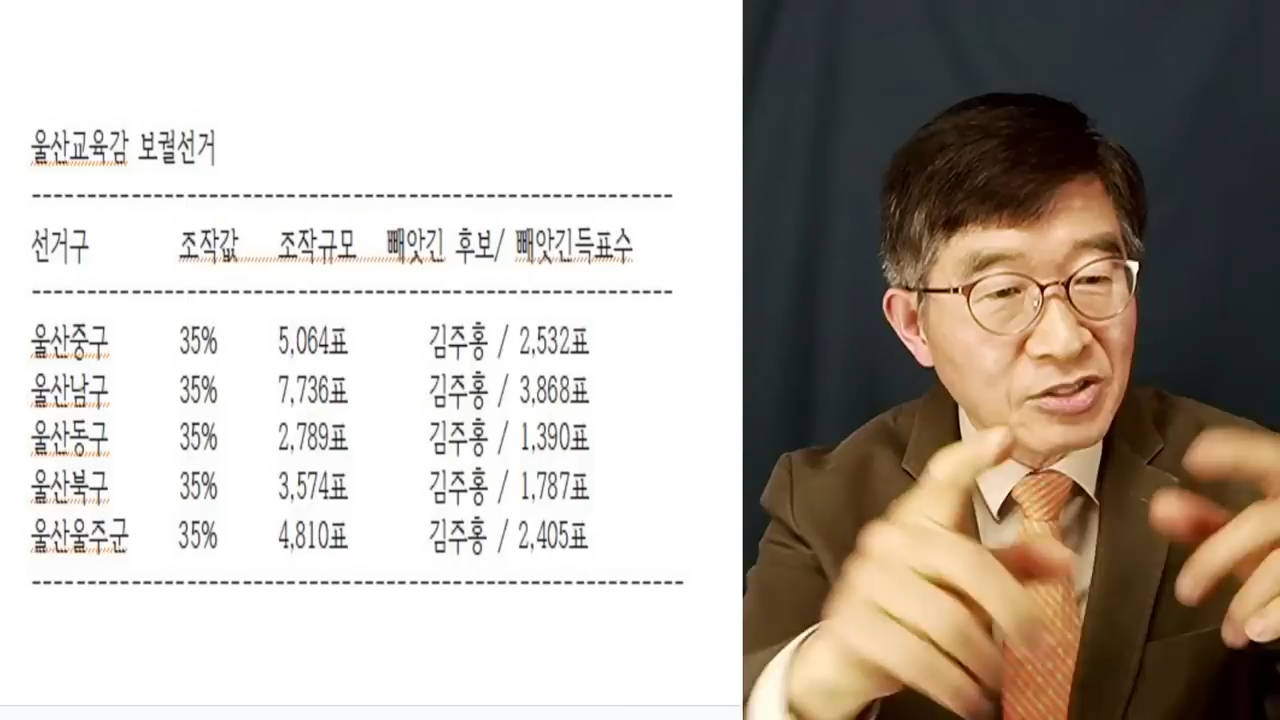 울산교육감 보궐선거
선거구 조작값 조작규모 빼앗긴 후보/ 빼앗긴득표수
울산중구 35% 5,064표 김주홍 / 2,532표
울산남구 35% 7,736표 김주홍 / 3,868표
울산동구 35% 2,789표 김주홍 / 1,390표
울산북구 35% 3,574표 김주홍 / 1,787표
울산울주군 35% 4,810표 김주홍 / 2,405표